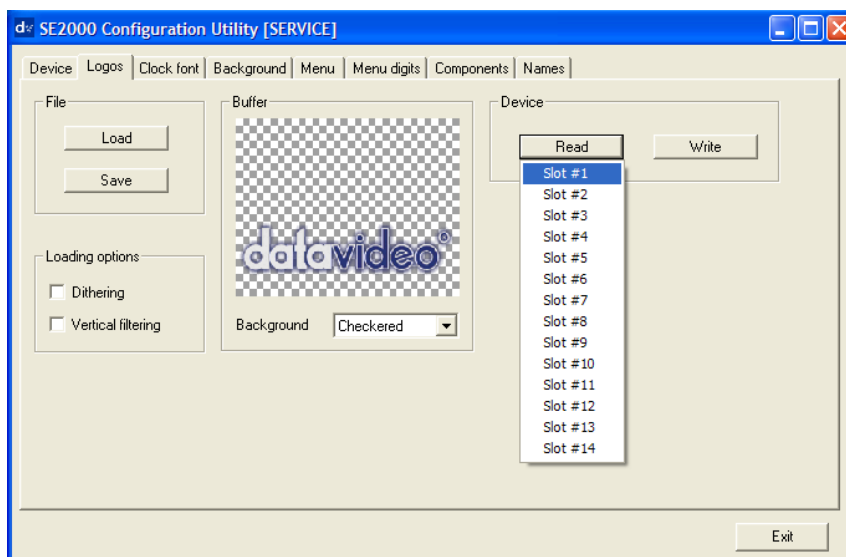 SE2000 Configuration Utility [SERVICE]
Device Logos Clock font Background Menu Menu digits Components Names
File
Load
Save
Loading options
Dithering
Vertical filtering
Buffer
datavideo
Background Checkered
Device
Read Write
Slot #1
Slot #2
Slot #3
Slot #4
Slot #5
Slot #6
Slot #7
Slot #8
Slot #9
Slot #10
Slot #11
Slot #12
Slot #13
Slot #14
Exit